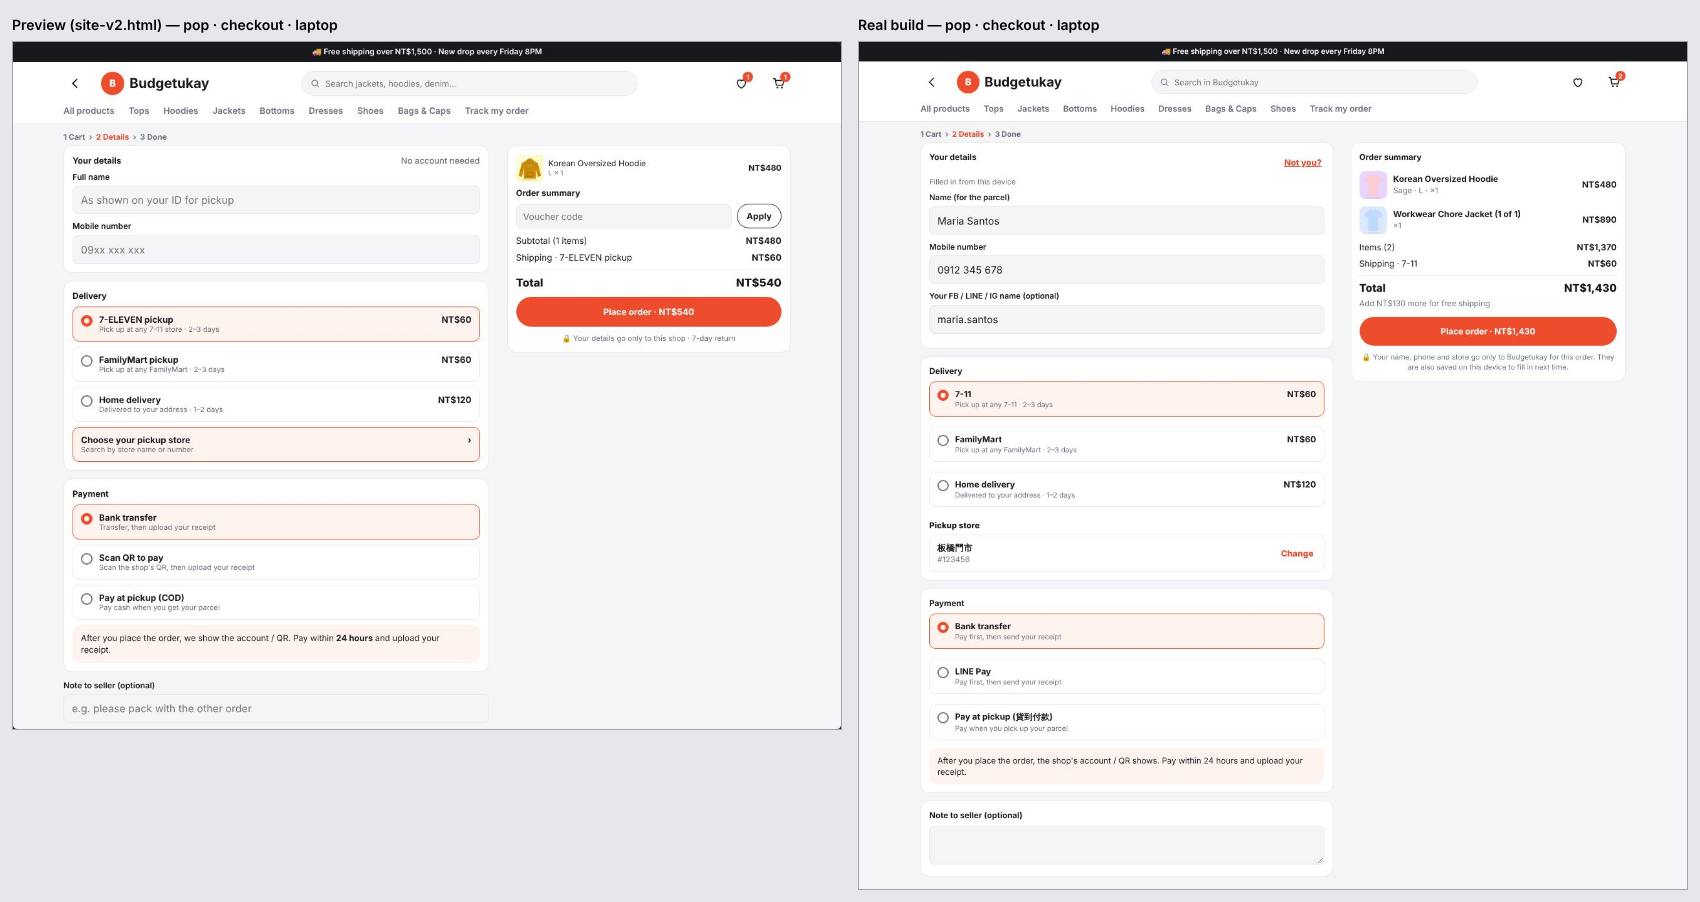 Preview (site-v2.html) — pop · checkout · laptop
🚚 Free shipping over NT$1,500 · New drop every Friday 8PM
B Budgetukay
Search jackets, hoodies, denim...
1
1
All products Tops Hoodies Jackets Bottoms Dresses Shoes Bags & Caps Track my order
1 Cart › 2 Details › 3 Done
Your details No account needed
Full name
As shown on your ID for pickup
Mobile number
09xx xxx xxx
Delivery
7-ELEVEN pickup NT$60
Pick up at any 7-11 store · 2–3 days
FamilyMart pickup NT$60
Pick up at any FamilyMart · 2–3 days
Home delivery NT$120
Delivered to your address · 1–2 days
Choose your pickup store ›
Search by store name or number
Payment
Bank transfer
Transfer, then upload your receipt
Scan QR to pay
Scan the shop's QR, then upload your receipt
Pay at pickup (COD)
Pay cash when you get your parcel
After you place the order, we show the account / QR. Pay within 24 hours and upload your
receipt.
Note to seller (optional)
e.g. please pack with the other order
Korean Oversized Hoodie NT$480
L × 1
Order summary
Voucher code Apply
Subtotal (1 items) NT$480
Shipping · 7-ELEVEN pickup NT$60
Total NT$540
Place order · NT$540
🔒 Your details go only to this shop · 7-day return
Real build — pop · checkout · laptop
🚚 Free shipping over NT$1,500 · New drop every Friday 8PM
B Budgetukay
Search in Budgetukay
2
All products Tops Jackets Bottoms Hoodies Dresses Bags & Caps Shoes Track my order
1 Cart › 2 Details › 3 Done
Your details Not you?
Filled in from this device
Name (for the parcel)
Maria Santos
Mobile number
0912 345 678
Your FB / LINE / IG name (optional)
maria.santos
Delivery
7-11 NT$60
Pick up at any 7-11 · 2–3 days
FamilyMart NT$60
Pick up at any FamilyMart · 2–3 days
Home delivery NT$120
Delivered to your address · 1–2 days
Pickup store
板橋門市
#123456
Change
Payment
Bank transfer
Pay first, then send your receipt
LINE Pay
Pay first, then send your receipt
Pay at pickup (貨到付款)
Pay when you pick up your parcel
After you place the order, the shop's account / QR shows. Pay within 24 hours and upload your
receipt.
Note to seller (optional)
Order summary
Korean Oversized Hoodie NT$480
Sage · L · ×1
Workwear Chore Jacket (1 of 1) NT$890
×1
Items (2) NT$1,370
Shipping · 7-11 NT$60
Total NT$1,430
Add NT$130 more for free shipping
Place order · NT$1,430
🔒 Your name, phone and store go only to Budgetukay for this order. They
are also saved on this device to fill in next time.